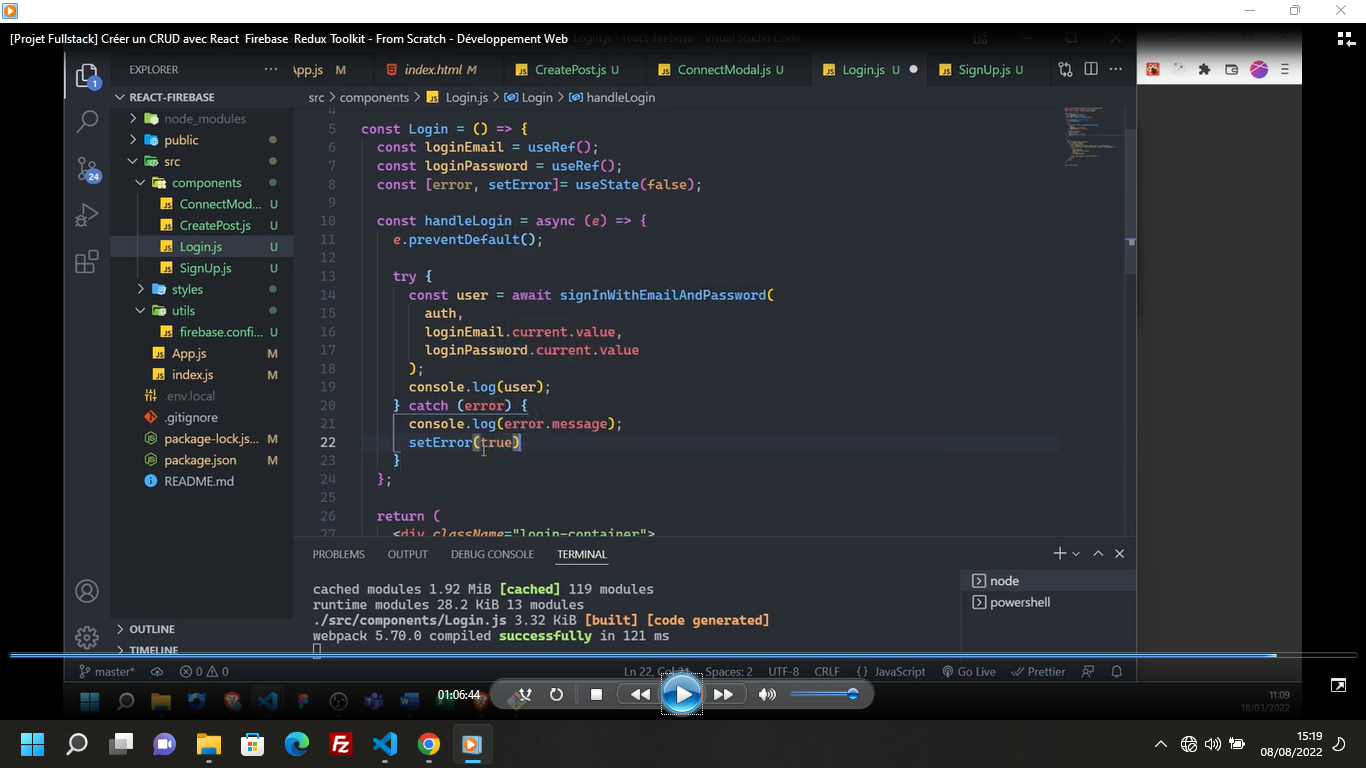 [Projet Fullstack] Créer un CRUD avec React Firebase Redux Toolkit - From Scratch - Développement Web
Login.js - react-firebase - Visual Studio Code
EXPLORER
App.js M
index.html M
CreatePost.js U
ConnectModal.js U
Login.js U
SignUp.js U
REACT-FIREBASE
src > components > Login.js > Login > handleLogin
node_modules
public
src
components
ConnectMod... U
CreatePost.js U
Login.js U
SignUp.js U
styles
utils
firebase.confi... U
App.js M
index.js M
.env.local
.gitignore
package-lock.js... M
package.json M
README.md
OUTLINE
TIMELINE
1
24
4
5 const Login = () => {
6 const loginEmail = useRef();
7 const loginPassword = useRef();
8 const [error, setError]= useState(false);
9
10 const handleLogin = async (e) => {
11 e.preventDefault();
12
13 try {
14 const user = await signInWithEmailAndPassword(
15 auth,
16 loginEmail.current.value,
17 loginPassword.current.value
18 );
19 console.log(user);
20 } catch (error) {
21 console.log(error.message);
22 setError(true)
23 }
24 };
25
26 return (
27 <div className="login-container">
PROBLEMS OUTPUT DEBUG CONSOLE TERMINAL
cached modules 1.92 MiB [cached] 119 modules
runtime modules 28.2 KiB 13 modules
./src/components/Login.js 3.32 KiB [built] [code generated]
webpack 5.70.0 compiled successfully in 121 ms
node
powershell
master* 0 0 Ln 22, Col 21 Spaces: 2 UTF-8 CRLF {} JavaScript Go Live Prettier
01:06:44
11:09
18/03/2022
15:19
08/08/2022